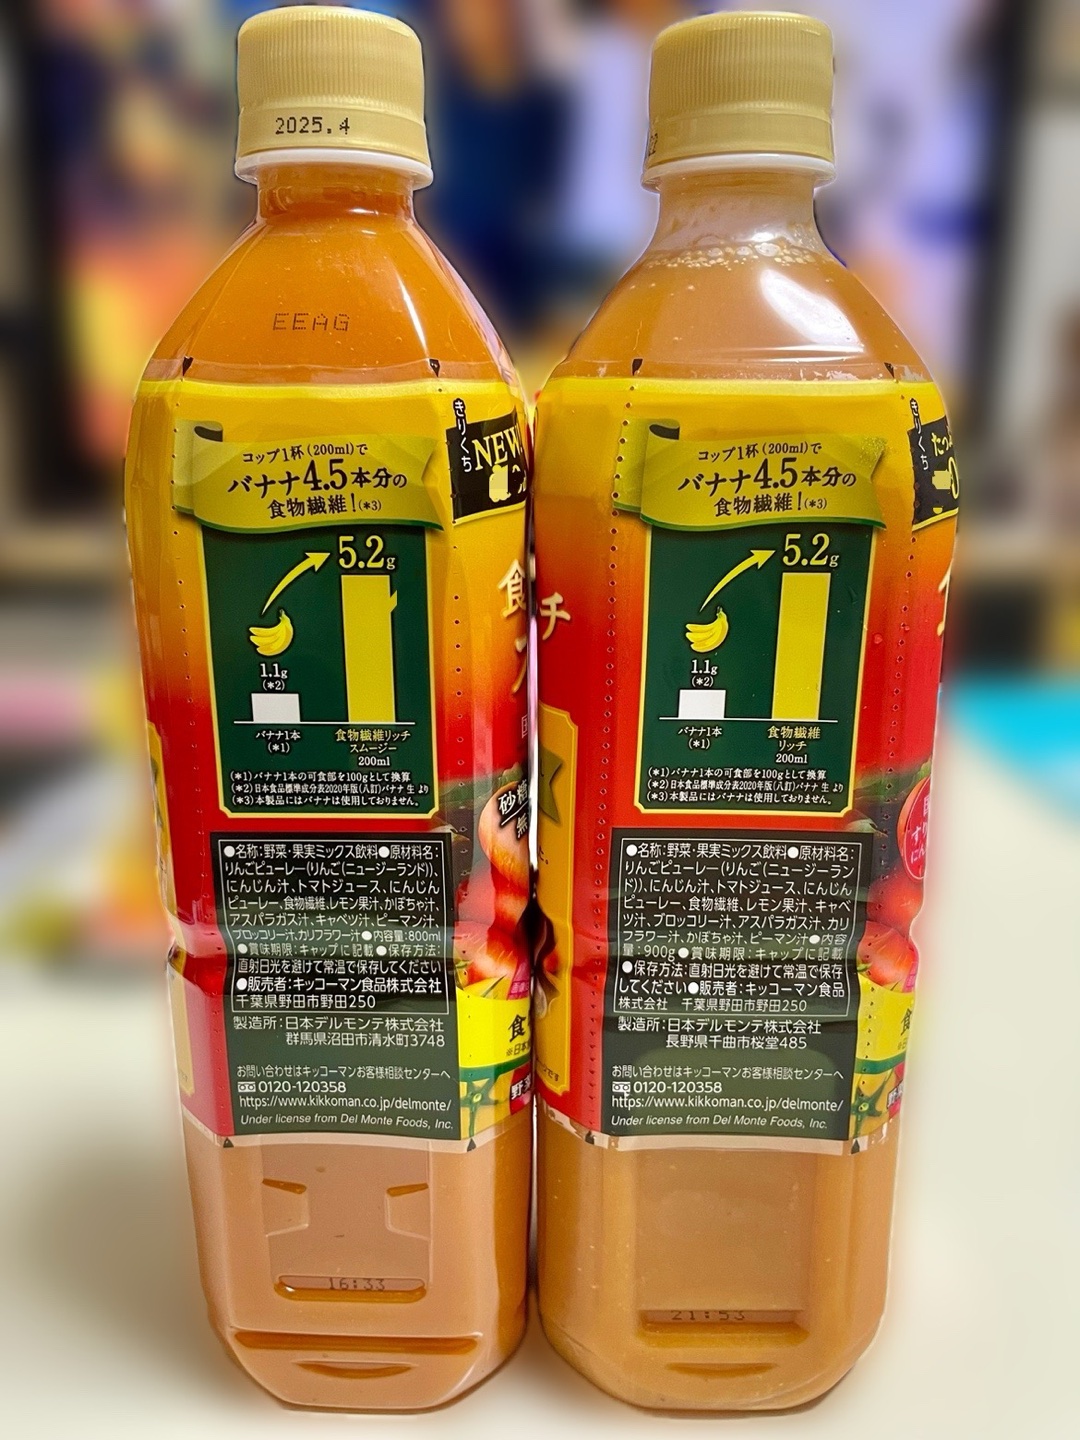 2025.4
EEAG
きりくち
NEW!
コップ1杯(200ml)で
バナナ4.5本分の
食物繊維!(*3)
5.2g
1.1g
(*2)
バナナ1本
(*1)
食物繊維リッチ
スムージー
200ml
(*1)バナナ1本の可食部を100gとして換算
(*2)日本食品標準成分表2020年版(八訂)バナナ 生 より
(*3)本製品にはバナナは使用しておりません。
●名称:野菜・果実ミックス飲料●原材料名:
りんごピューレー(りんご(ニュージーランド))、
にんじん汁、トマトジュース、にんじん
ピューレー、食物繊維、レモン果汁、かぼちゃ汁、
アスパラガス汁、キャベツ汁、ピーマン汁、
ブロッコリー汁、カリフラワー汁●内容量:800ml
●賞味期限:キャップに記載 ●保存方法:
直射日光を避けて常温で保存してください
●販売者:キッコーマン食品株式会社
千葉県野田市野田250
製造所:日本デルモンテ株式会社
群馬県沼田市清水町3748
お問い合わせはキッコーマンお客様相談センターへ
0120-120358
https://www.kikkoman.co.jp/delmonte/
Under license from Del Monte Foods, Inc.
食
砂糖
無
食
16:33
22
チ
きりくち
たっ
コップ1杯(200ml)で
バナナ4.5本分の
食物繊維!(*3)
5.2g
1.1g
(*2)
バナナ1本
(*1)
食物繊維
リッチ
200ml
(*1)バナナ1本の可食部を100gとして換算
(*2)日本食品標準成分表2020年版(八訂)バナナ 生 より
(*3)本製品にはバナナは使用しておりません。
●名称:野菜・果実ミックス飲料●原材料名:
りんごピューレー(りんご(ニュージーラン
ド))、にんじん汁、トマトジュース、にんじん
ピューレー、食物繊維、レモン果汁、キャベ
ツ汁、ブロッコリー汁、アスパラガス汁、カリ
フラワー汁、かぼちゃ汁、ピーマン汁●内容
量:900g●賞味期限:キャップに記載
●保存方法:直射日光を避けて常温で保存
してください●販売者:キッコーマン食品
株式会社 千葉県野田市野田250
製造所:日本デルモンテ株式会社
長野県千曲市桜堂485
お問い合わせはキッコーマンお客様相談センターへ
0120-120358
https://www.kikkoman.co.jp/delmonte/
Under license from Del Monte Foods, Inc.
食
21:53